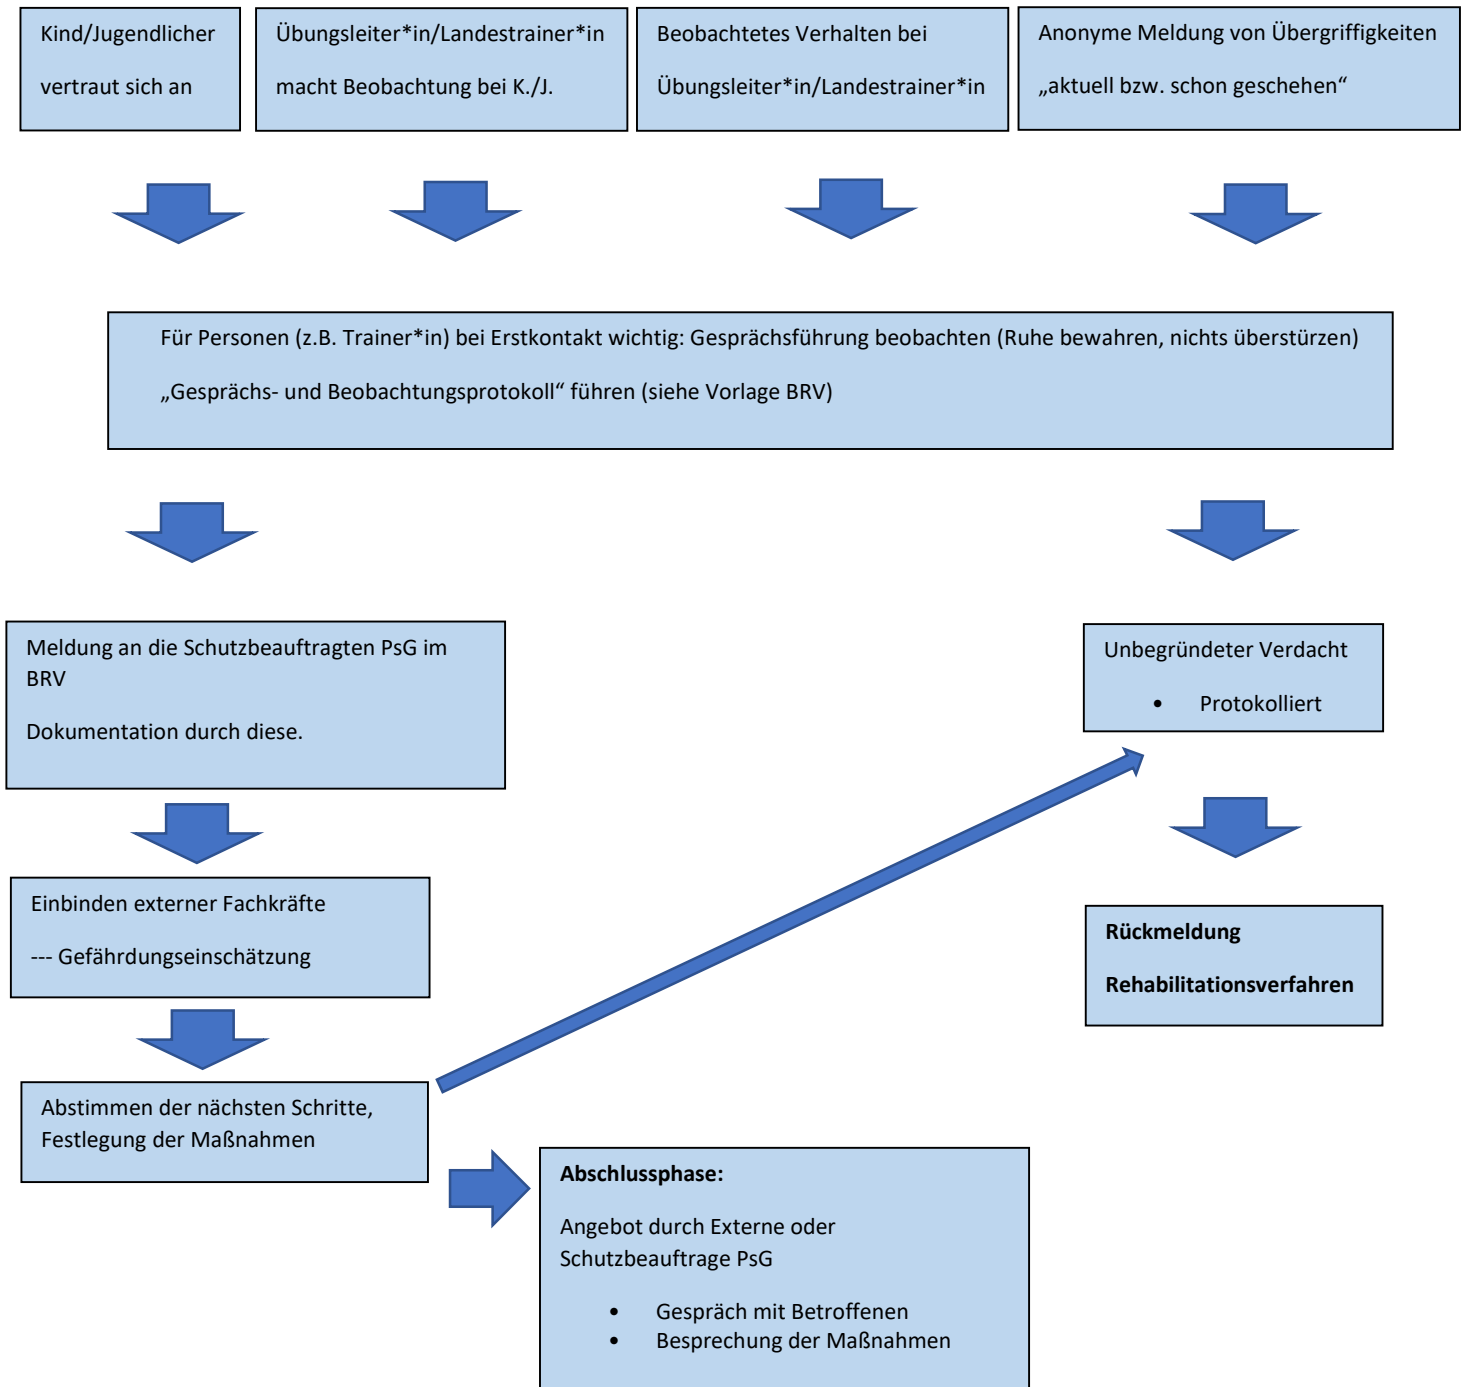 Kind/Jugendlicher
vertraut sich an
Übungsleiter*in/Landestrainer*in
macht Beobachtung bei K./J.
Beobachtetes Verhalten bei
Übungsleiter*in/Landestrainer*in
Anonyme Meldung von Übergriffigkeiten
„aktuell bzw. schon geschehen“
Für Personen (z.B. Trainer*in) bei Erstkontakt wichtig: Gesprächsführung beobachten (Ruhe bewahren, nichts überstürzen)
„Gesprächs- und Beobachtungsprotokoll“ führen (siehe Vorlage BRV)
Meldung an die Schutzbeauftragten PsG im
BRV
Dokumentation durch diese.
Unbegründeter Verdacht
• Protokolliert
Einbinden externer Fachkräfte
--- Gefährdungseinschätzung
Rückmeldung
Rehabilitationsverfahren
Abstimmen der nächsten Schritte,
Festlegung der Maßnahmen
Abschlussphase:
Angebot durch Externe oder
Schutzbeauftrage PsG
• Gespräch mit Betroffenen
• Besprechung der Maßnahmen